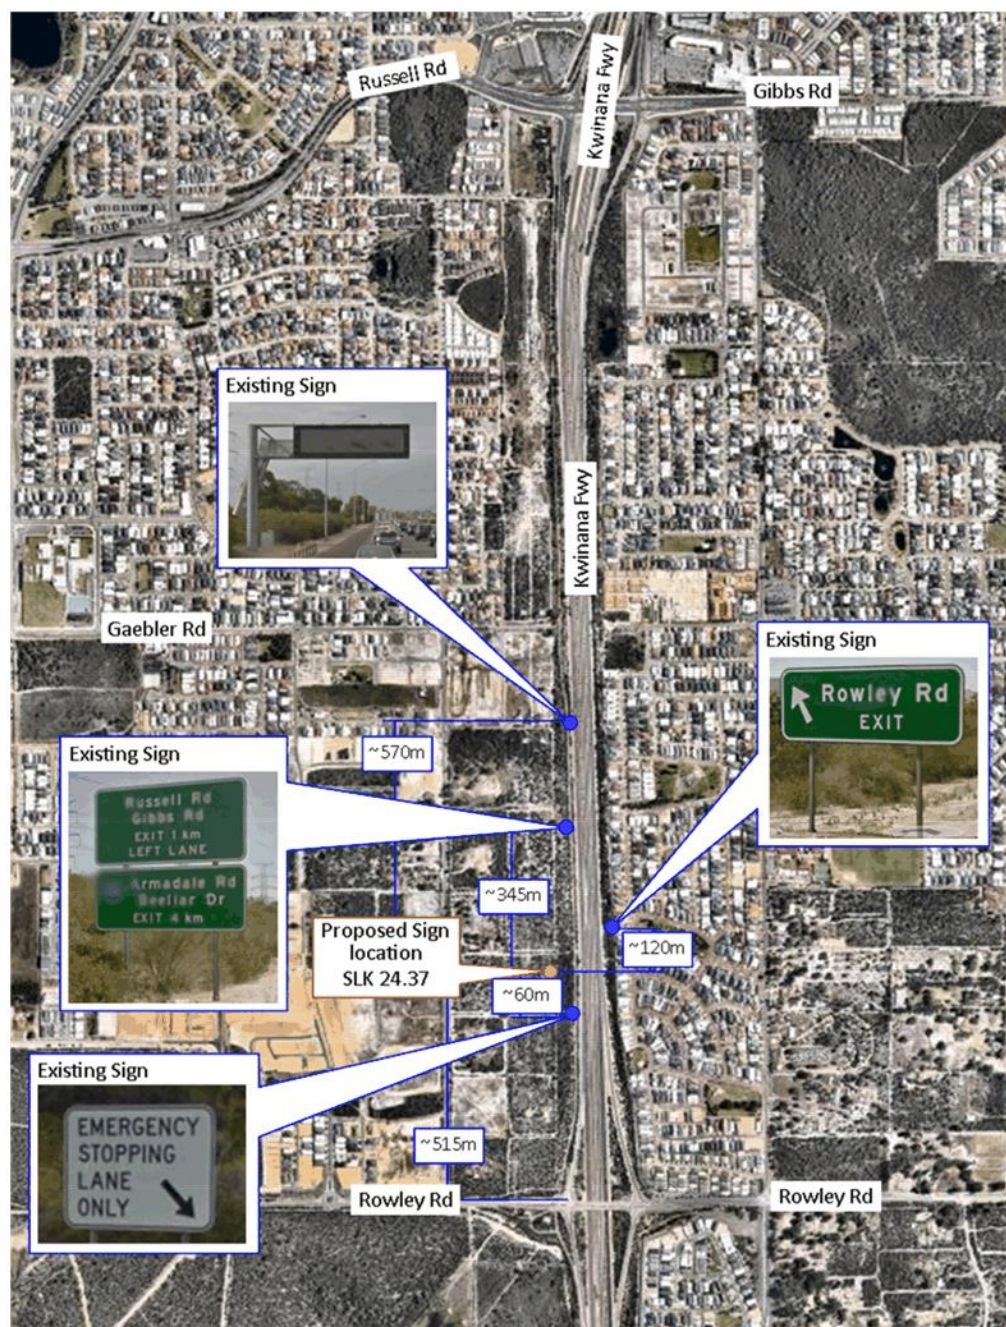 Russell Rd
Kwinana Fwy
Gibbs Rd
Existing Sign
Kwinana Fwy
Gaebler Rd
Existing Sign
Rowley Rd
EXIT
~570m
Existing Sign
Russell Rd
Gibbs Rd
EXIT 1 km
LEFT LANE
Armadale Rd
Beeliar Dr
EXIT 4 km
~345m
Proposed Sign
location
SLK 24.37
~120m
~60m
Existing Sign
EMERGENCY
STOPPING
LANE
ONLY
~515m
Rowley Rd
Rowley Rd